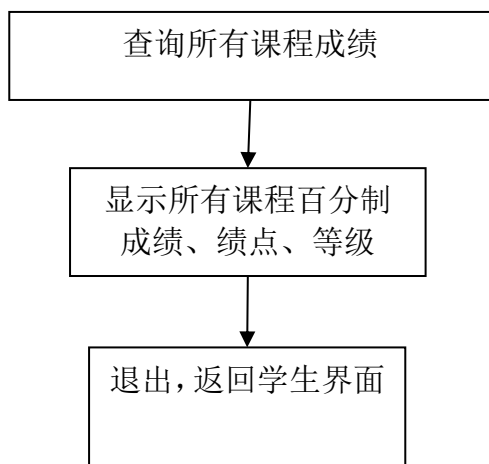 查询所有课程成绩
显示所有课程百分制
成绩、绩点、等级
退出，返回学生界面